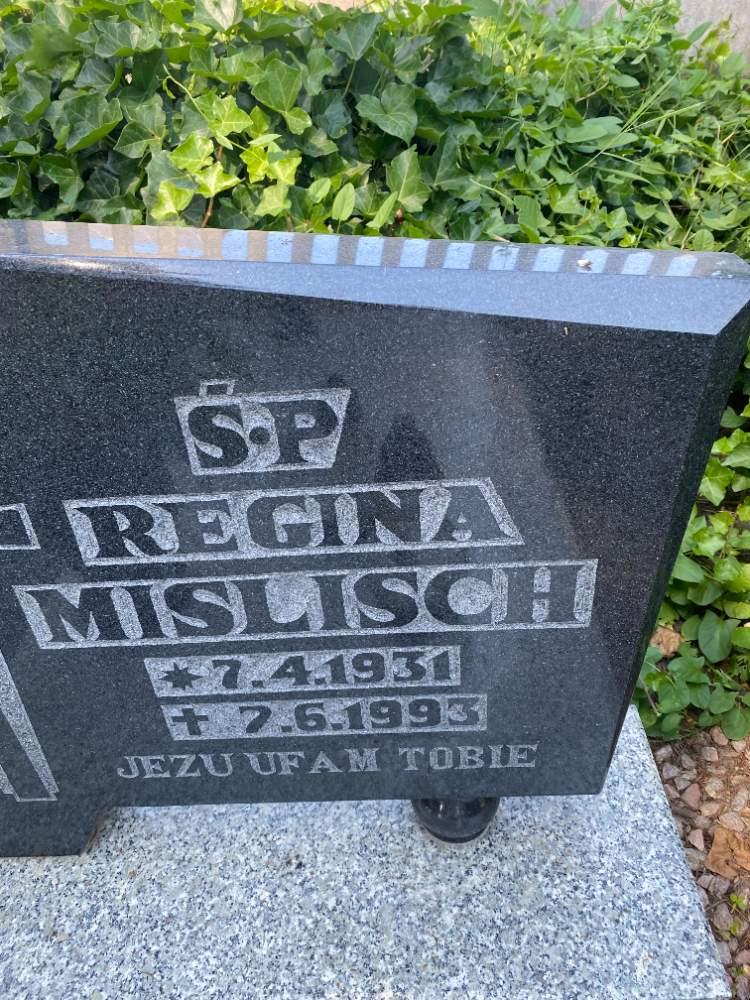 Ś·P
REGINA
MISLISCH
* 7.4.1931
✝ 7.6.1993
JEZU UFAM TOBIE